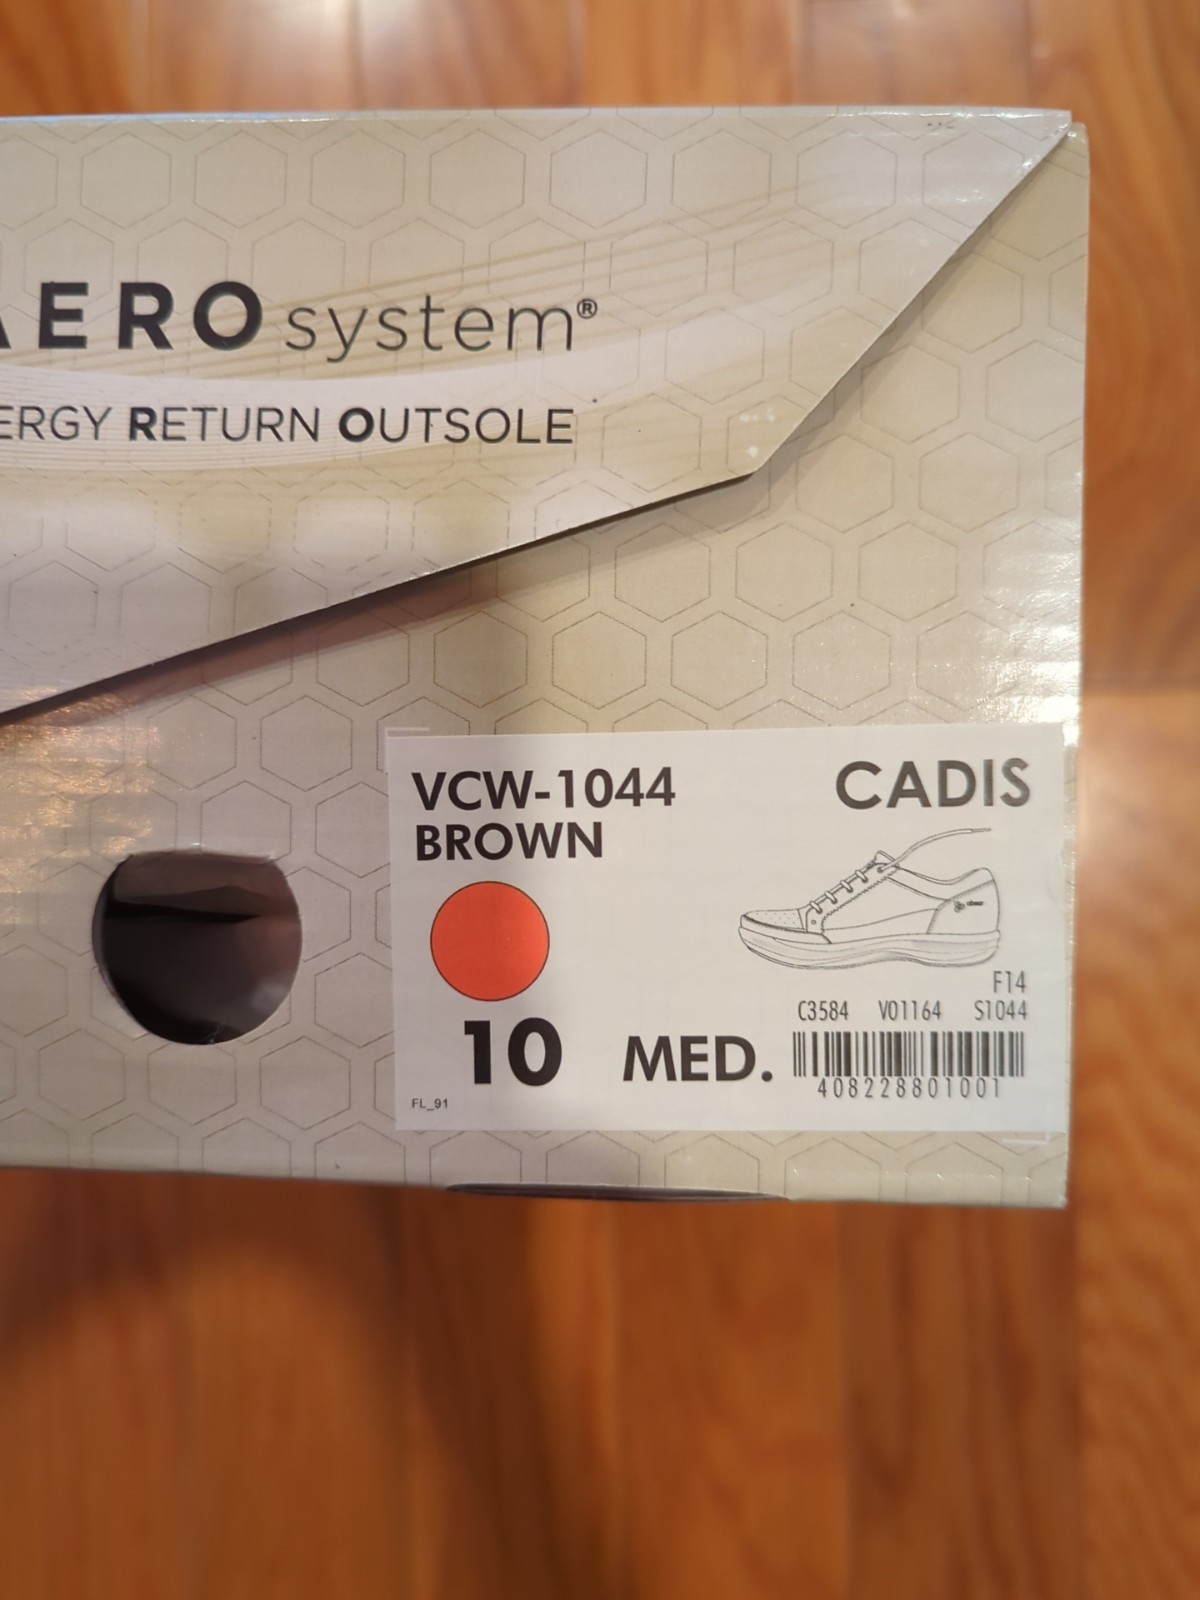 AERO system®
ERGY RETURN OUTSOLE
VCW-1044 CADIS
BROWN
F14
C3584 V01164 S1044
10 MED.
408228801001
FL_91